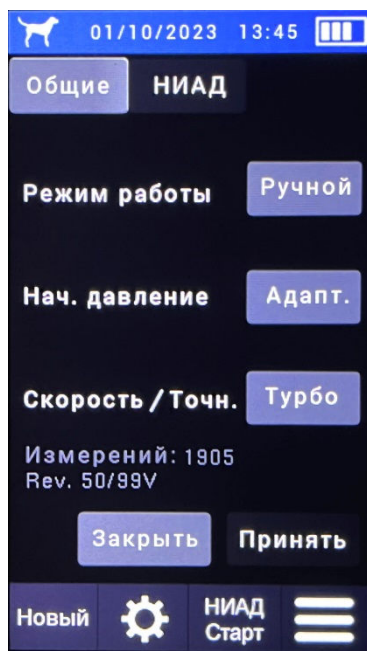 01/10/2023 13:45
Общие НИАД
Режим работы Ручной
Нач. давление Адапт.
Скорость / Точн. Турбо
Измерений: 1905
Rev. 50/99V
Закрыть Принять
Новый НИАД Старт